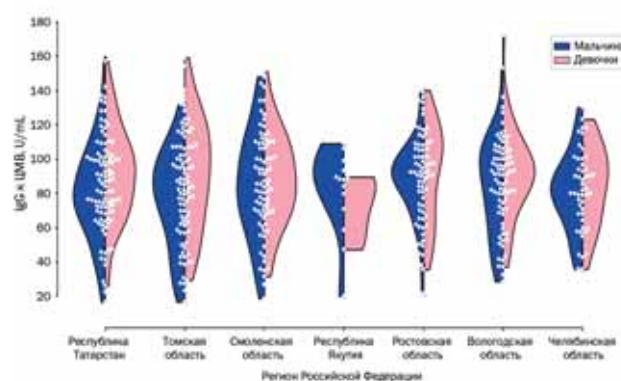 180
160
140
120
100
80
60
40
20
IgG к ЦМВ, U/mL
Мальчики
Девочки
Республика Татарстан
Томская область
Смоленская область
Республика Якутия
Ростовская область
Вологодская область
Челябинская область
Регион Российской Федерации